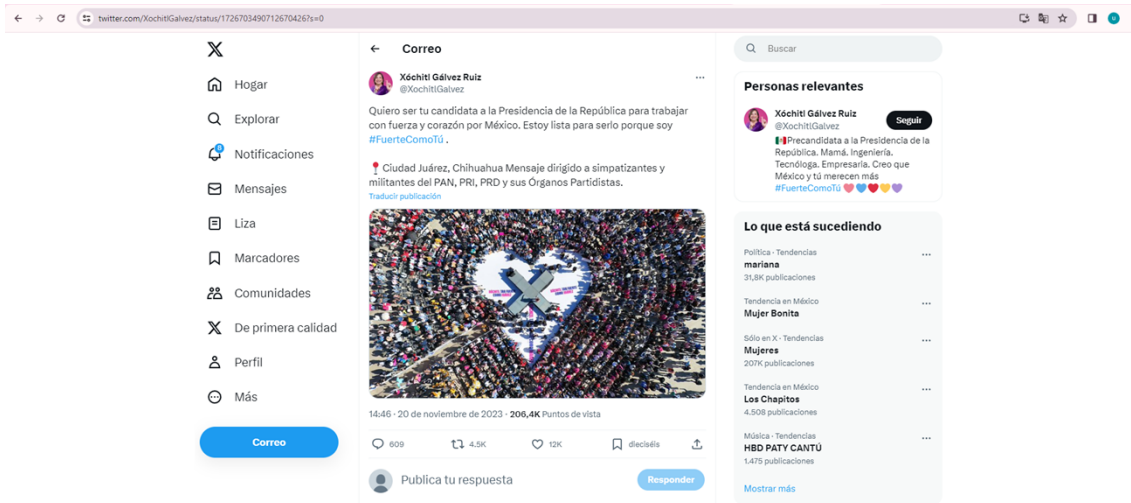 twitter.com/XochitlGalvez/status/1726703490712670426?s=0
Hogar
Explorar
8
Notificaciones
Mensajes
Liza
Marcadores
Comunidades
De primera calidad
Perfil
Más
Correo
Correo
Xóchitl Gálvez Ruiz
@XochitlGalvez
Quiero ser tu candidata a la Presidencia de la República para trabajar
con fuerza y corazón por México. Estoy lista para serlo porque soy
#FuerteComoTú .
Ciudad Juárez, Chihuahua Mensaje dirigido a simpatizantes y
militantes del PAN, PRI, PRD y sus Órganos Partidistas.
Traducir publicación
14:46 · 20 de noviembre de 2023 · 206,4K Puntos de vista
609 4.5K 12K dieciséis
Publica tu respuesta
Responder
Buscar
Personas relevantes
Xóchitl Gálvez Ruiz
@XochitlGalvez
Seguir
Precandidata a la Presidencia de la
República. Mamá. Ingeniería.
Tecnóloga. Empresaria. Creo que
México y tú merecen más
#FuerteComoTú
Lo que está sucediendo
Política · Tendencias
mariana
31,8K publicaciones
Tendencia en México
Mujer Bonita
Sólo en X · Tendencias
Mujeres
207K publicaciones
Tendencia en México
Los Chapitos
4.508 publicaciones
Música · Tendencias
HBD PATY CANTÚ
1.475 publicaciones
Mostrar más